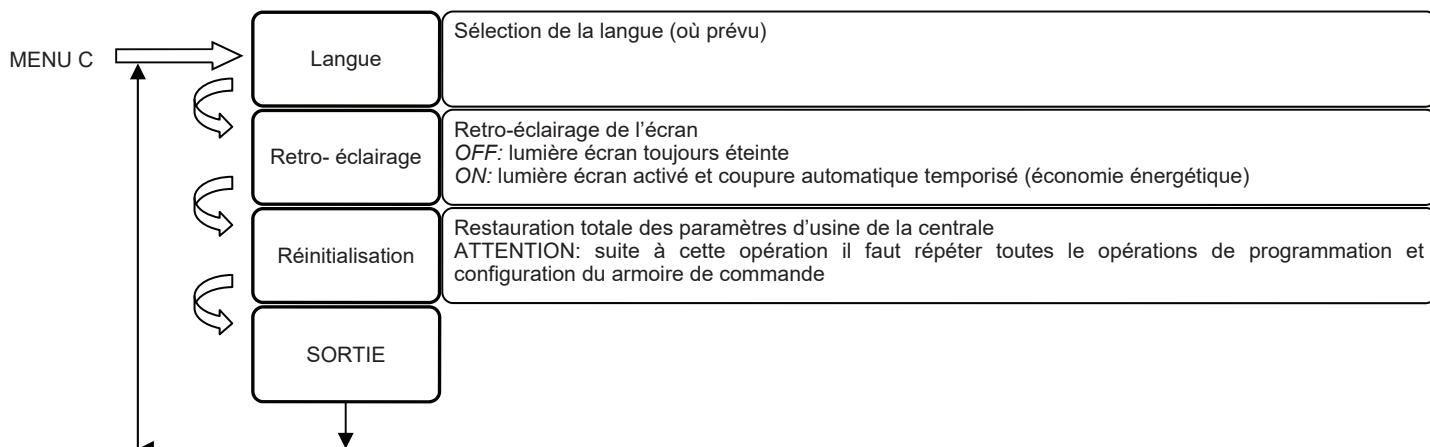 MENU C
Langue
Sélection de la langue (où prévu)
Retro- éclairage
Retro-éclairage de l'écran
OFF: lumière écran toujours éteinte
ON: lumière écran activé et coupure automatique temporisé (économie énergétique)
Réinitialisation
Restauration totale des paramètres d'usine de la centrale
ATTENTION: suite à cette opération il faut répéter toutes le opérations de programmation et
configuration du armoire de commande
SORTIE